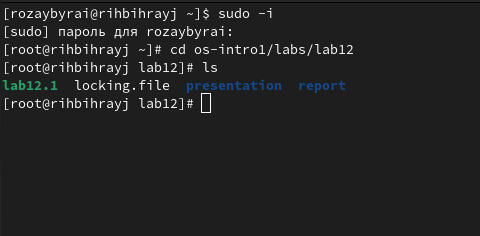 [rozaybyrai@rihbihrayj ~]$ sudo -i
[sudo] пароль для rozaybyrai:
[root@rihbihrayj ~]# cd os-intro1/labs/lab12
[root@rihbihrayj lab12]# ls
lab12.1  locking.file  presentation  report
[root@rihbihrayj lab12]#